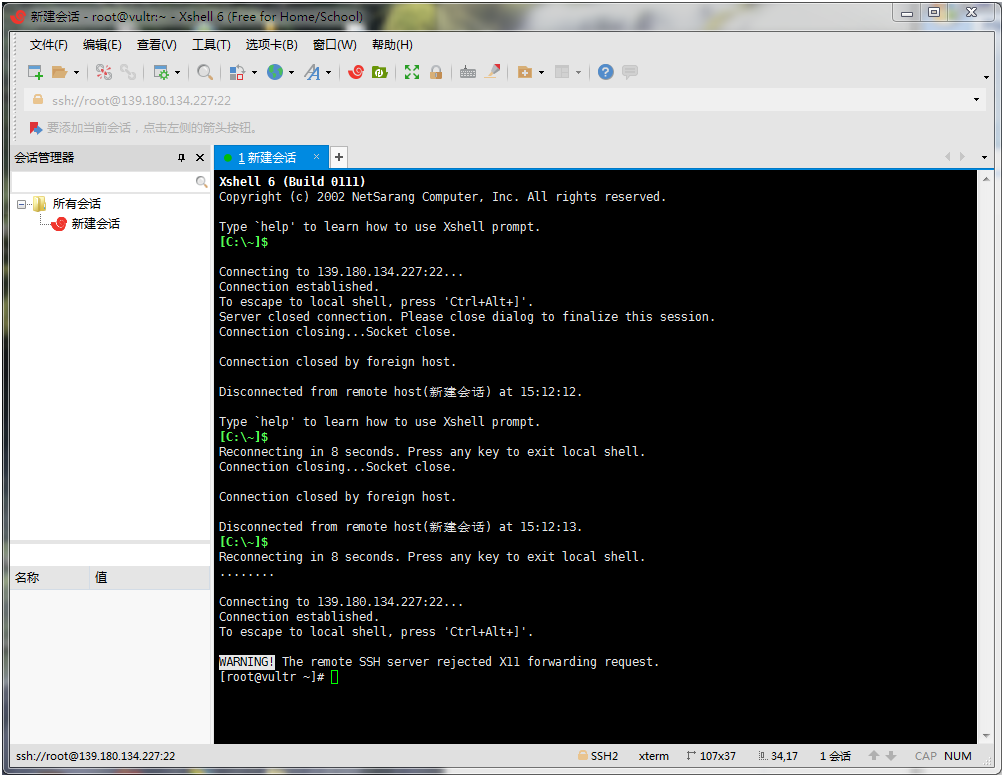 新建会话 - root@vultr:~ - Xshell 6 (Free for Home/School)
文件(F) 编辑(E) 查看(V) 工具(T) 选项卡(B) 窗口(W) 帮助(H)
ssh://root@139.180.134.227:22
要添加当前会话，点击左侧的箭头按钮。
会话管理器
1 新建会话 × +
所有会话
新建会话
名称 值
Xshell 6 (Build 0111)
Copyright (c) 2002 NetSarang Computer, Inc. All rights reserved.
Type `help' to learn how to use Xshell prompt.
[C:\~]$
Connecting to 139.180.134.227:22...
Connection established.
To escape to local shell, press 'Ctrl+Alt+]'.
Server closed connection. Please close dialog to finalize this session.
Connection closing...Socket close.
Connection closed by foreign host.
Disconnected from remote host(新建会话) at 15:12:12.
Type `help' to learn how to use Xshell prompt.
[C:\~]$
Reconnecting in 8 seconds. Press any key to exit local shell.
Connection closing...Socket close.
Connection closed by foreign host.
Disconnected from remote host(新建会话) at 15:12:13.
[C:\~]$
Reconnecting in 8 seconds. Press any key to exit local shell.
........
Connecting to 139.180.134.227:22...
Connection established.
To escape to local shell, press 'Ctrl+Alt+]'.
WARNING! The remote SSH server rejected X11 forwarding request.
[root@vultr ~]#
ssh://root@139.180.134.227:22 SSH2 xterm 107x37 34,17 1 会话 CAP NUM